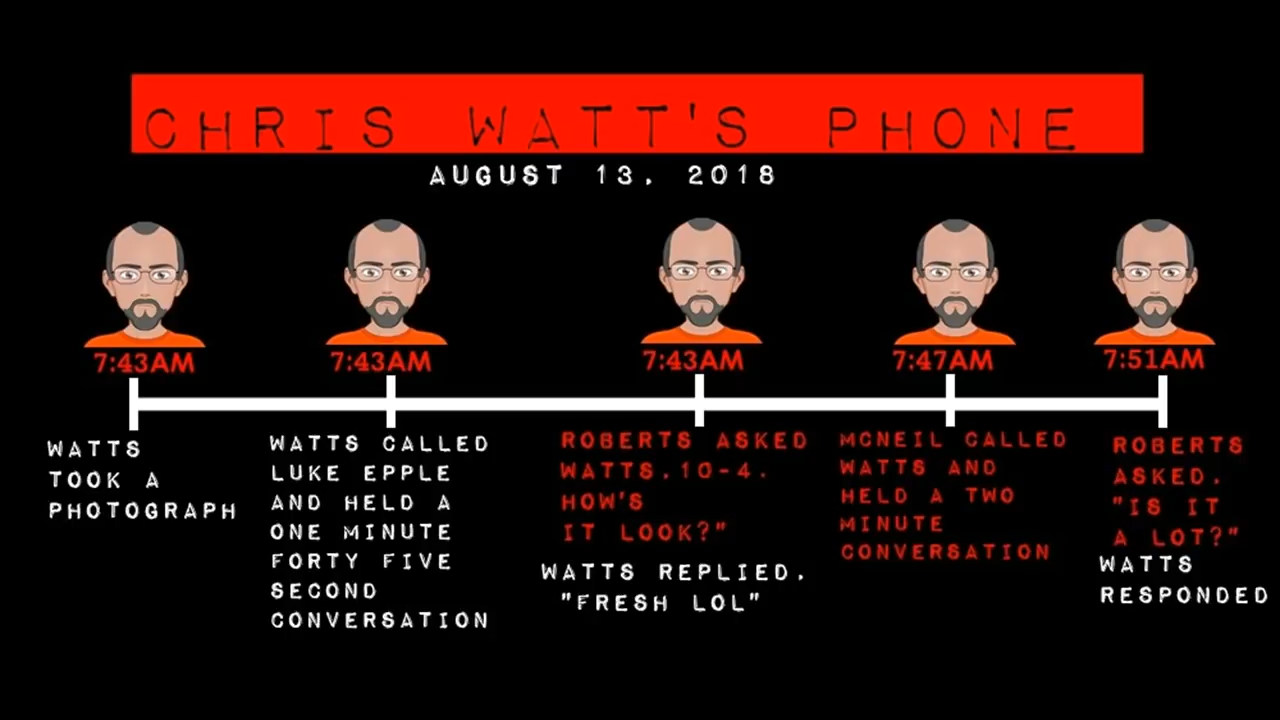 CHRIS WATT'S PHONE
AUGUST 13, 2018
7:43AM
WATTS
TOOK A
PHOTOGRAPH
7:43AM
WATTS CALLED
LUKE EPPLE
AND HELD A
ONE MINUTE
FORTY FIVE
SECOND
CONVERSATION
7:43AM
ROBERTS ASKED
WATTS,10-4.
HOW'S
IT LOOK?"
WATTS REPLIED,
"FRESH LOL"
7:47AM
MCNEIL CALLED
WATTS AND
HELD A TWO
MINUTE
CONVERSATION
7:51AM
ROBERTS
ASKED,
"IS IT
A LOT?"
WATTS
RESPONDED